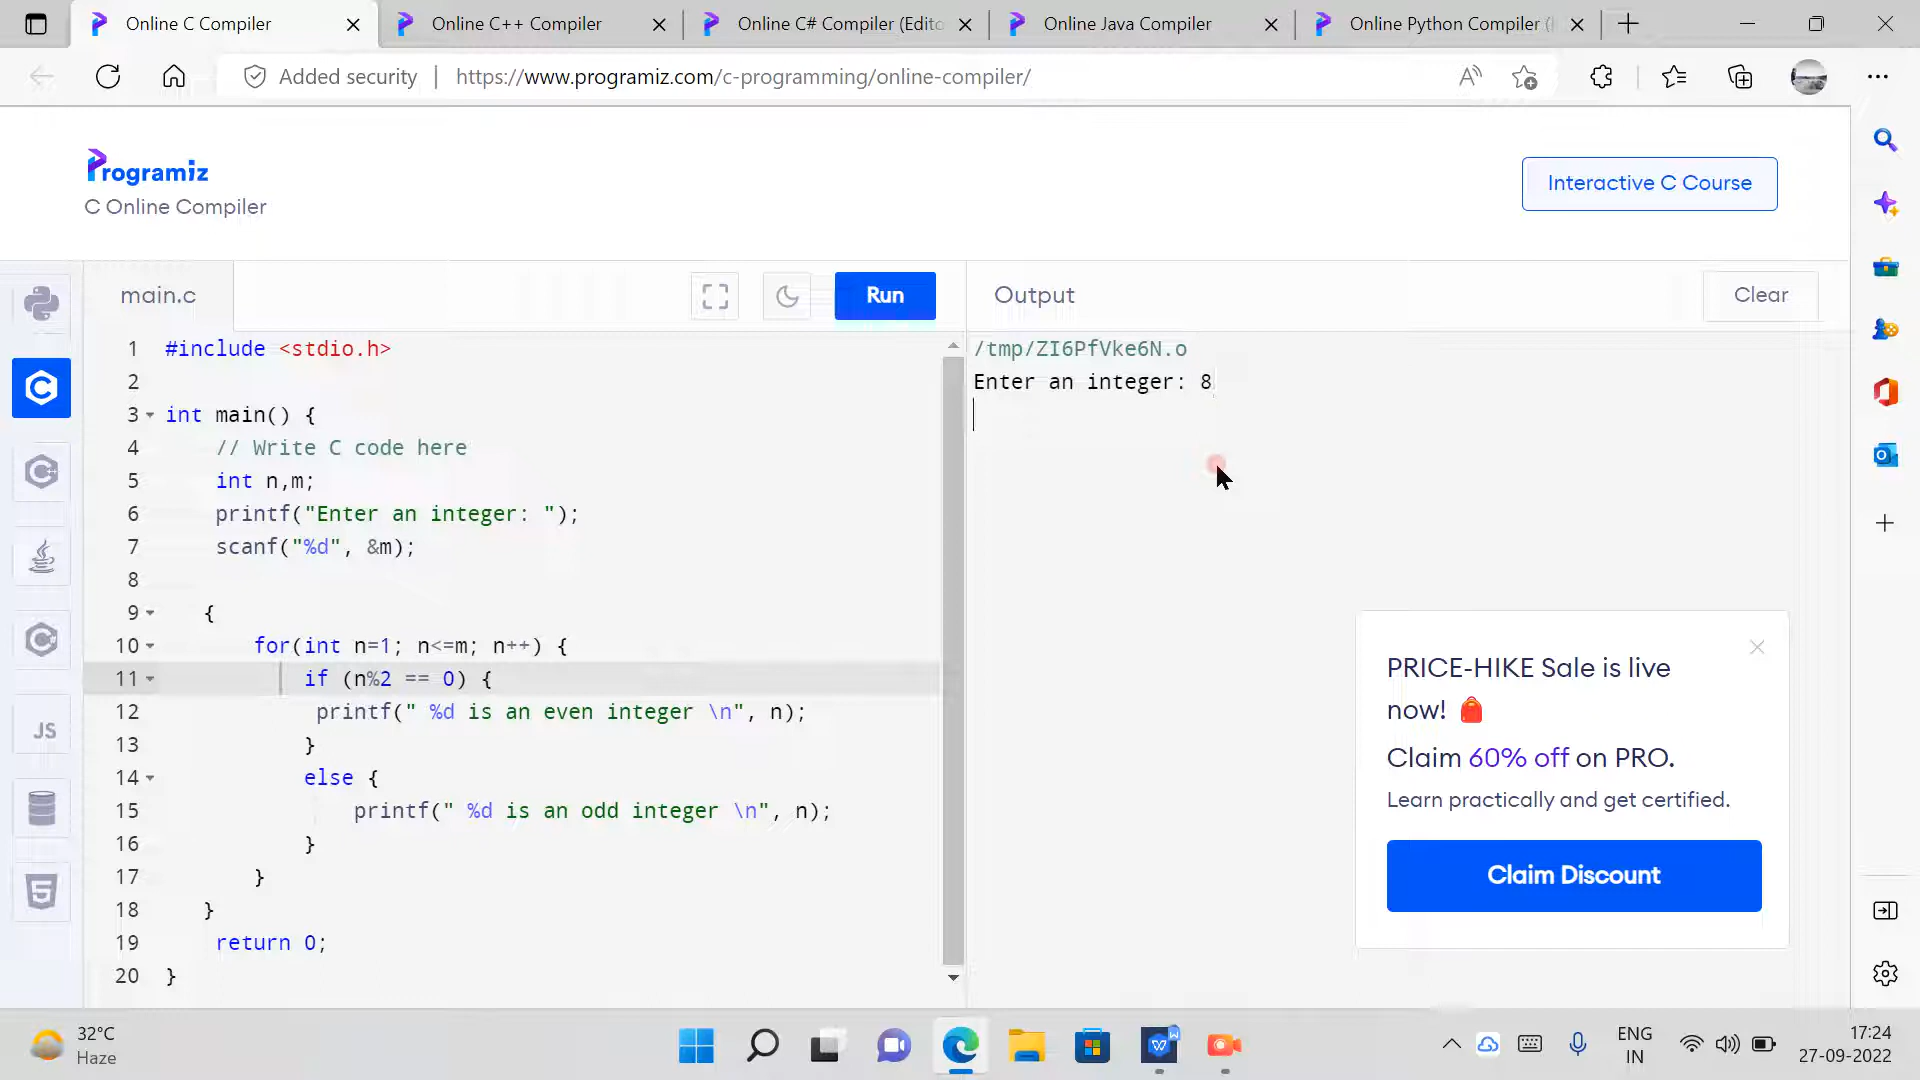 Online C Compiler
Online C++ Compiler
Online C# Compiler (Edito
Online Java Compiler
Online Python Compiler (
Added security
https://www.programiz.com/c-programming/online-compiler/
Programiz
C Online Compiler
Interactive C Course
main.c
Run
Output
Clear
1 #include <stdio.h>
2
3 int main() {
4 // Write C code here
5 int n,m;
6 printf("Enter an integer: ");
7 scanf("%d", &m);
8
9 {
10 for(int n=1; n<=m; n++) {
11 if (n%2 == 0) {
12 printf(" %d is an even integer \n", n);
13 }
14 else {
15 printf(" %d is an odd integer \n", n);
16 }
17 }
18 }
19 return 0;
20 }
/tmp/ZI6PfVke6N.o
Enter an integer: 8
JS
PRICE-HIKE Sale is live
now!
Claim 60% off on PRO.
Learn practically and get certified.
Claim Discount
32°C
Haze
ENG
IN
17:24
27-09-2022